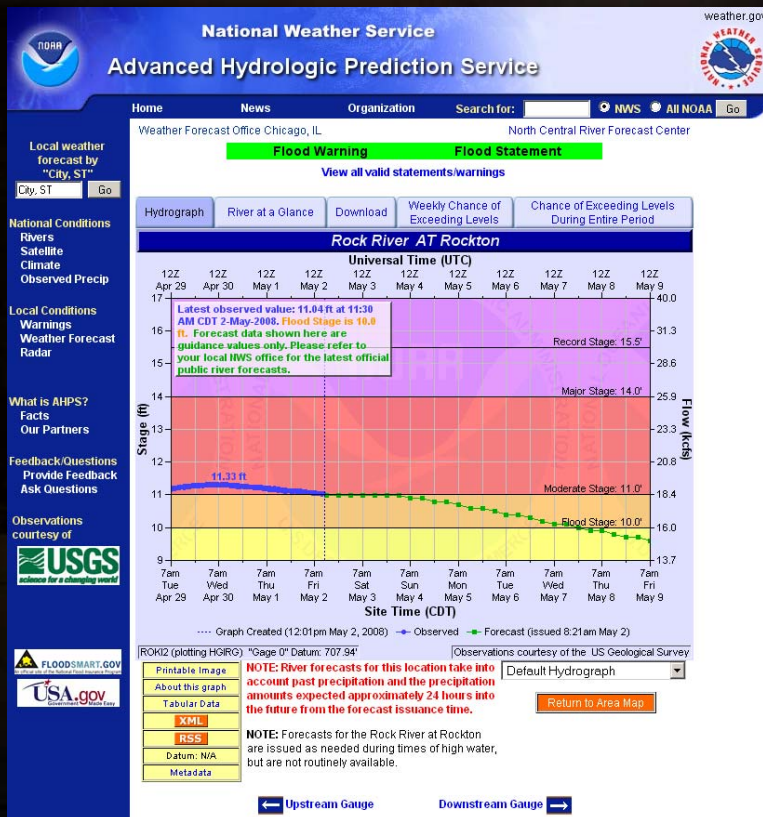 weather.gov
National Weather Service
NOAA
Advanced Hydrologic Prediction Service
Home News Organization Search for: NWS All NOAA Go
Weather Forecast Office Chicago, IL North Central River Forecast Center
Flood Warning Flood Statement
View all valid statements/warnings
Local weather
forecast by
"City, ST"
City, ST Go
National Conditions
Rivers
Satellite
Climate
Observed Precip
Local Conditions
Warnings
Weather Forecast
Radar
What is AHPS?
Facts
Our Partners
Feedback/Questions
Provide Feedback
Ask Questions
Observations
courtesy of
USGS
science for a changing world
FLOODSMART.GOV
USA.gov
Government Made Easy
Hydrograph River at a Glance Download Weekly Chance of Exceeding Levels Chance of Exceeding Levels During Entire Period
Rock River AT Rockton
Universal Time (UTC)
12Z 12Z 12Z 12Z 12Z 12Z 12Z 12Z 12Z 12Z 12Z
Apr 29 Apr 30 May 1 May 2 May 3 May 4 May 5 May 6 May 7 May 8 May 9
Latest observed value: 11.04 ft at 11:30
AM CDT 2-May-2008. Flood Stage is 10.0
ft. Forecast data shown here are
guidance values only. Please refer to
your local NWS office for the latest official
public river forecasts.
Stage (ft)
17
16
15
14
13
12
11
10
9
40.0
31.3
28.6
25.9
23.3
20.8
18.4
16.0
13.7
Flow (kcfs)
Record Stage: 15.5'
Major Stage: 14.0'
11.33 ft
Moderate Stage: 11.0'
Flood Stage: 10.0'
7am 7am 7am 7am 7am 7am 7am 7am 7am 7am 7am
Tue Wed Thu Fri Sat Sun Mon Tue Wed Thu Fri
Apr 29 Apr 30 May 1 May 2 May 3 May 4 May 5 May 6 May 7 May 8 May 9
Site Time (CDT)
Graph Created (12:01pm May 2, 2008) Observed Forecast (issued 8:21am May 2)
ROKI2 (plotting HGIRG) "Gage 0" Datum: 707.94' Observations courtesy of the US Geological Survey
Printable Image
About this graph
Tabular Data
XML
RSS
Datum: N/A
Metadata
NOTE: River forecasts for this location take into
account past precipitation and the precipitation
amounts expected approximately 24 hours into
the future from the forecast issuance time.
NOTE: Forecasts for the Rock River at Rockton
are issued as needed during times of high water,
but are not routinely available.
Default Hydrograph
Return to Area Map
Upstream Gauge Downstream Gauge